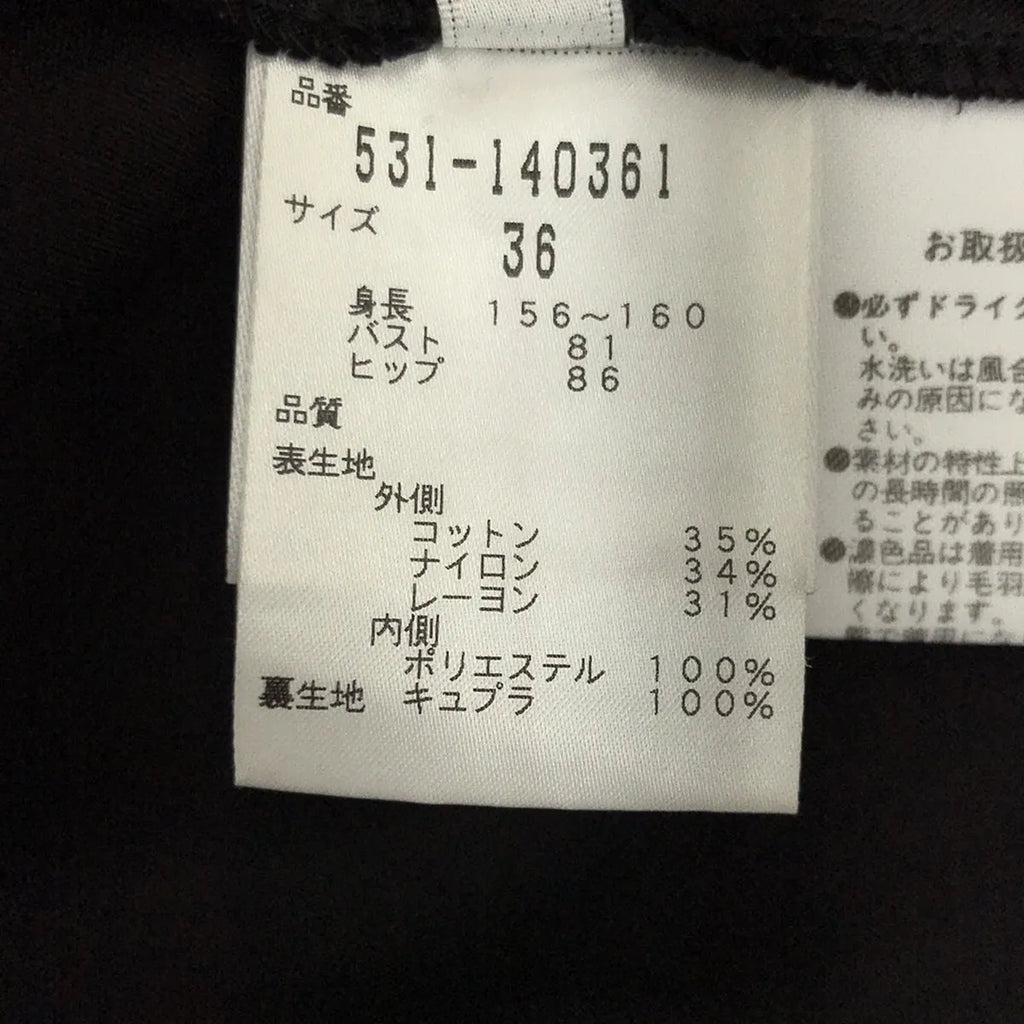 品番
531-140361
サイズ
36
身長 156～160
バスト 81
ヒップ 86
品質
表生地
外側
コットン 35%
ナイロン 34%
レーヨン 31%
内側
ポリエステル 100%
裏生地 キュプラ 100%
お取扱
●必ずドライク
い。
水洗いは風合
みの原因にな
さい。
●素材の特性上
の長時間の照
ることがあり
●濃色品は着用
擦により毛羽
くなります。